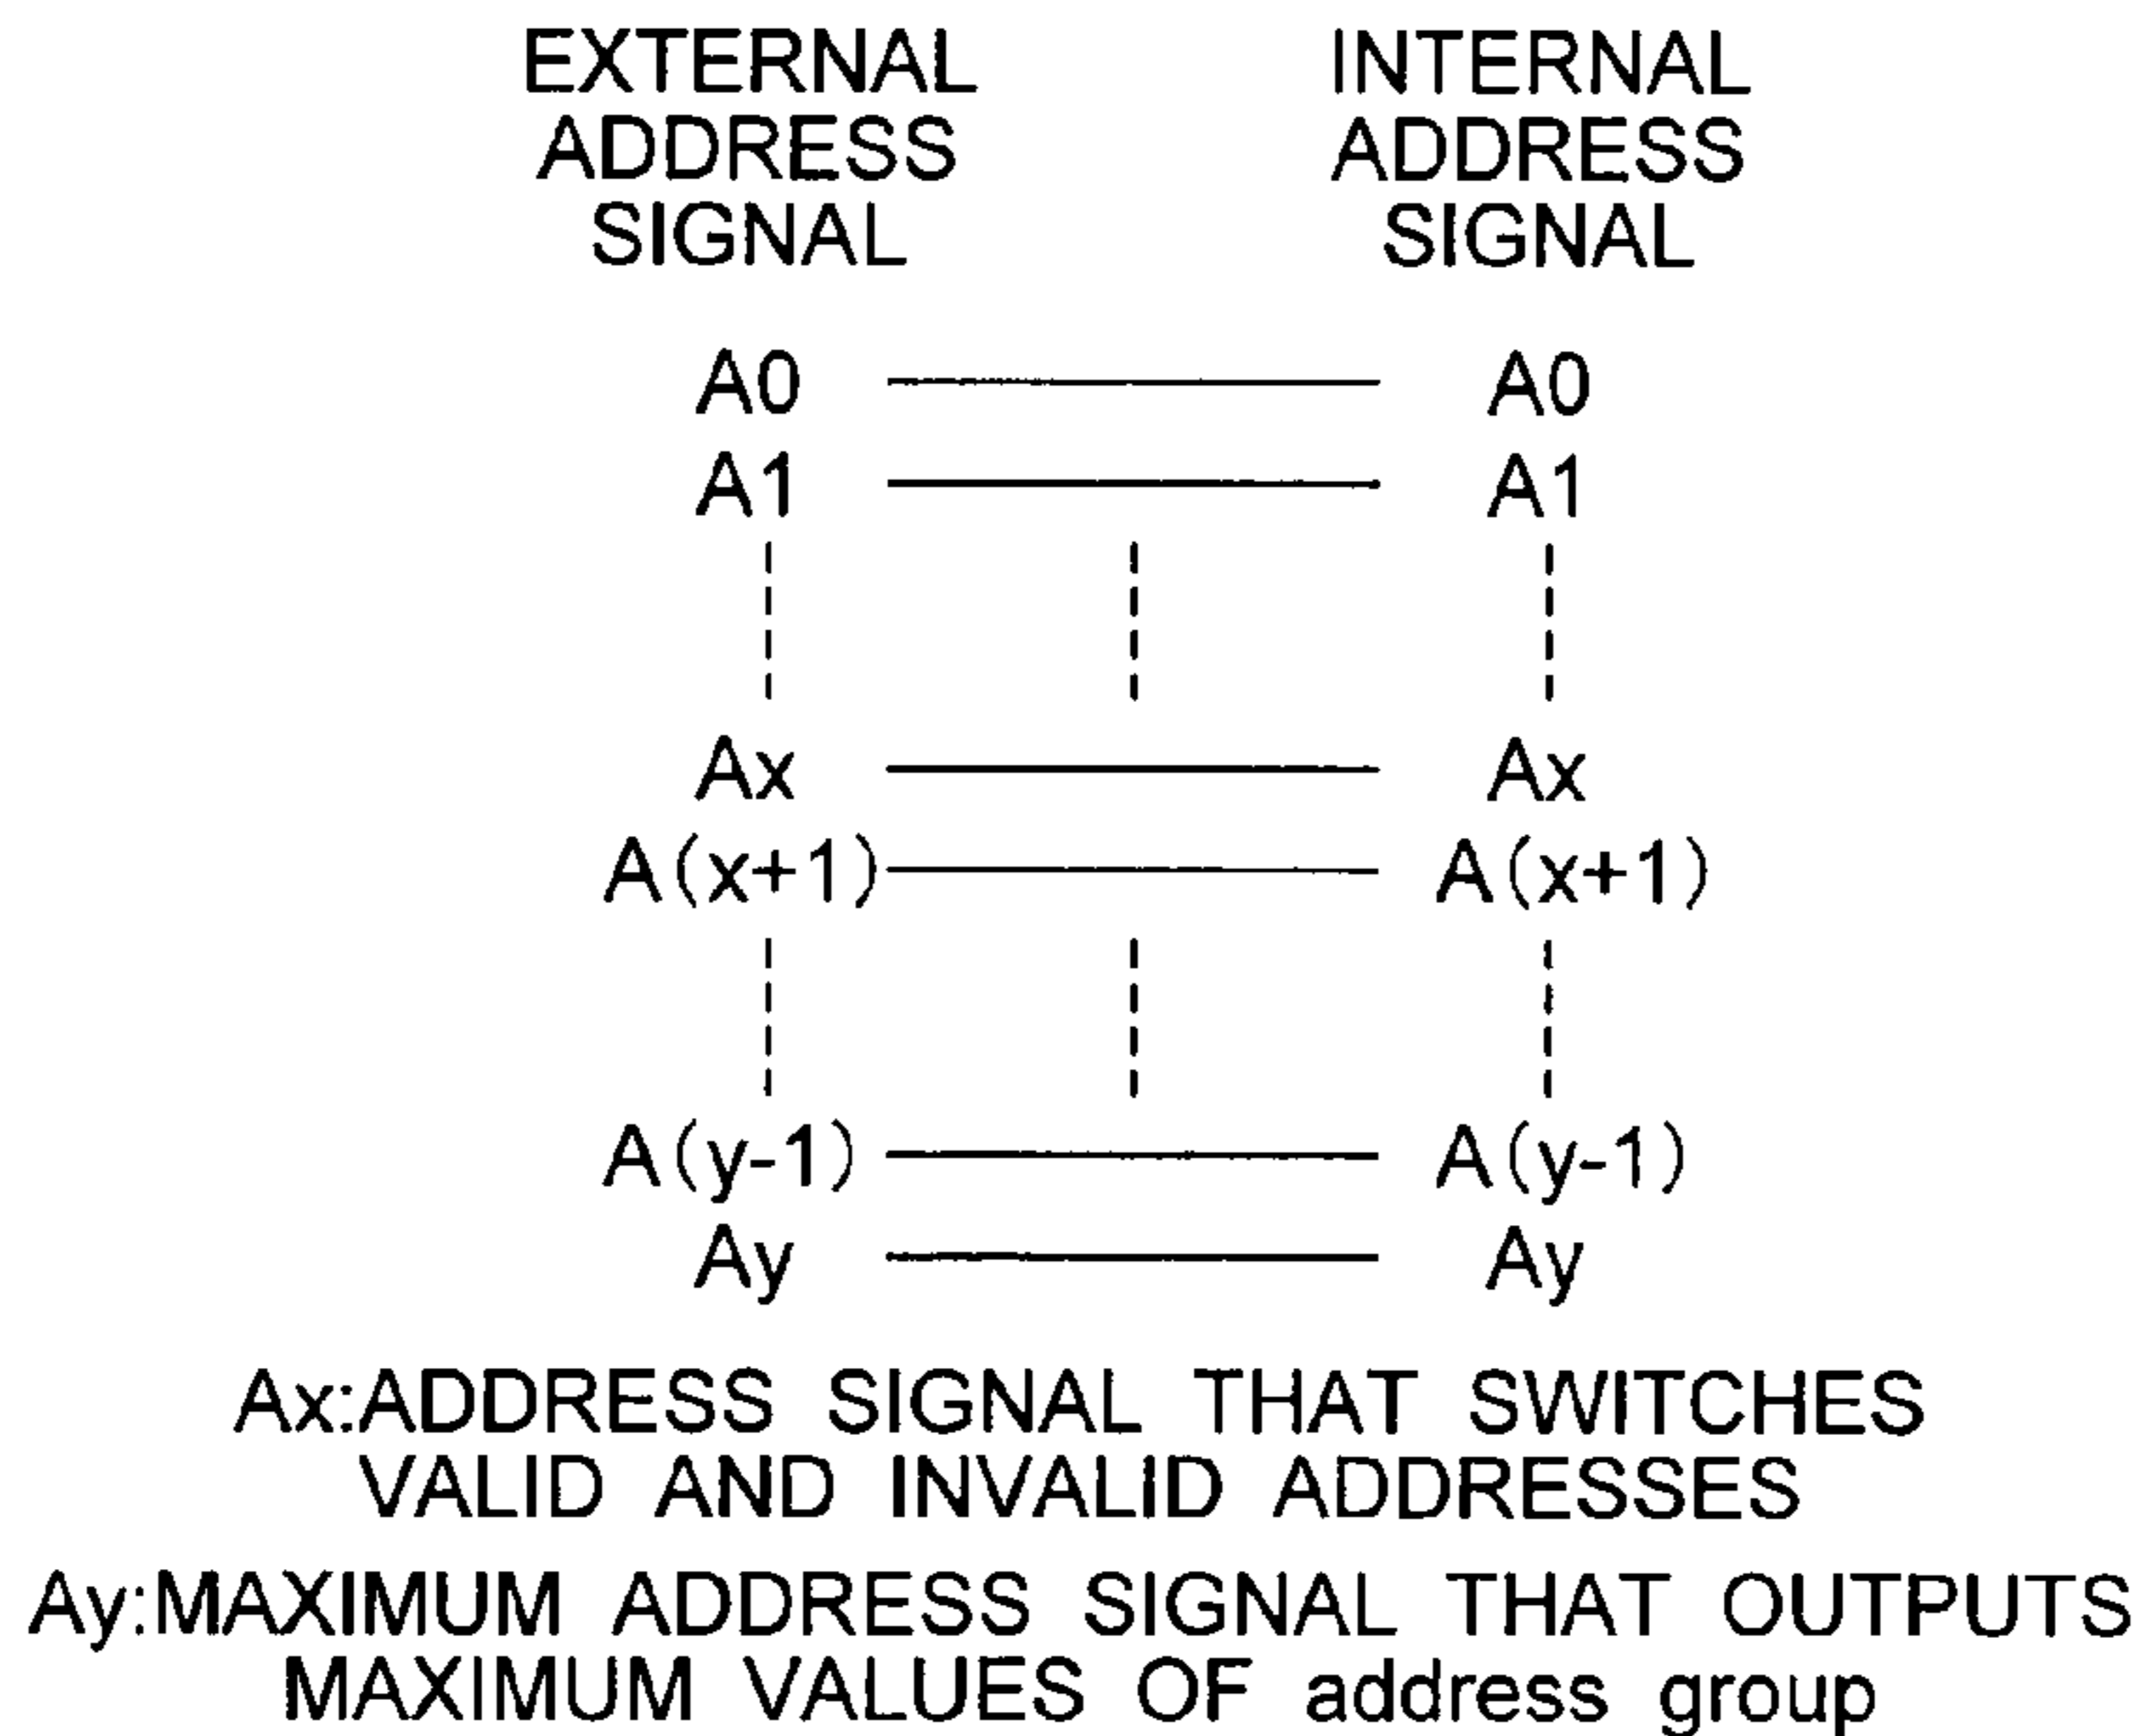 EXTERNAL ADDRESS SIGNAL
INTERNAL ADDRESS SIGNAL
A0 A0
A1 A1
Ax Ax
A(x+1) A(x+1)
A(y-1) A(y-1)
Ay Ay
Ax:ADDRESS SIGNAL THAT SWITCHES
VALID AND INVALID ADDRESSES
Ay:MAXIMUM ADDRESS SIGNAL THAT OUTPUTS
MAXIMUM VALUES OF address group